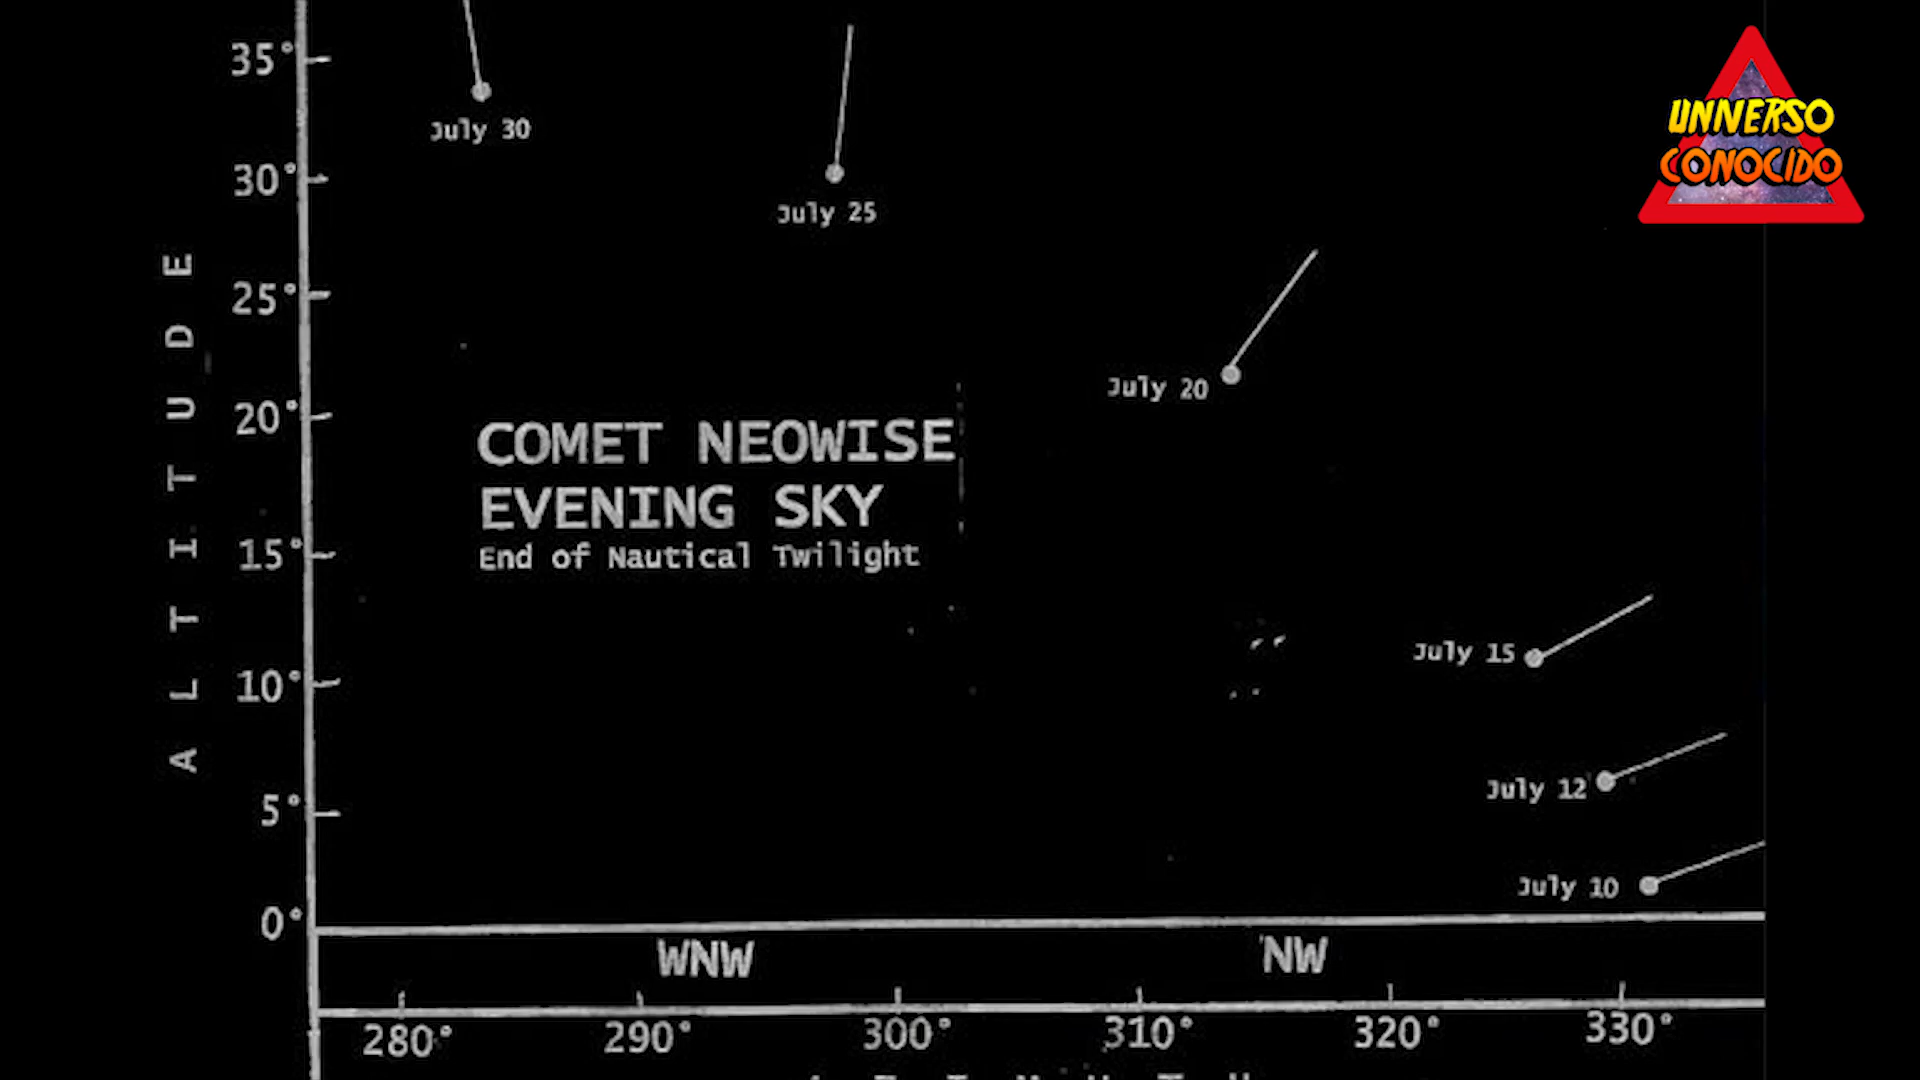 35°
July 30
30°
July 25
UNIVERSO
CONOCIDO
25°
July 20
20°
COMET NEOWISE
EVENING SKY
End of Nautical Twilight
15°
ALTITUDE
July 15
10°
July 12
5°
July 10
0°
WNW
NW
280°
290°
300°
310°
320°
330°